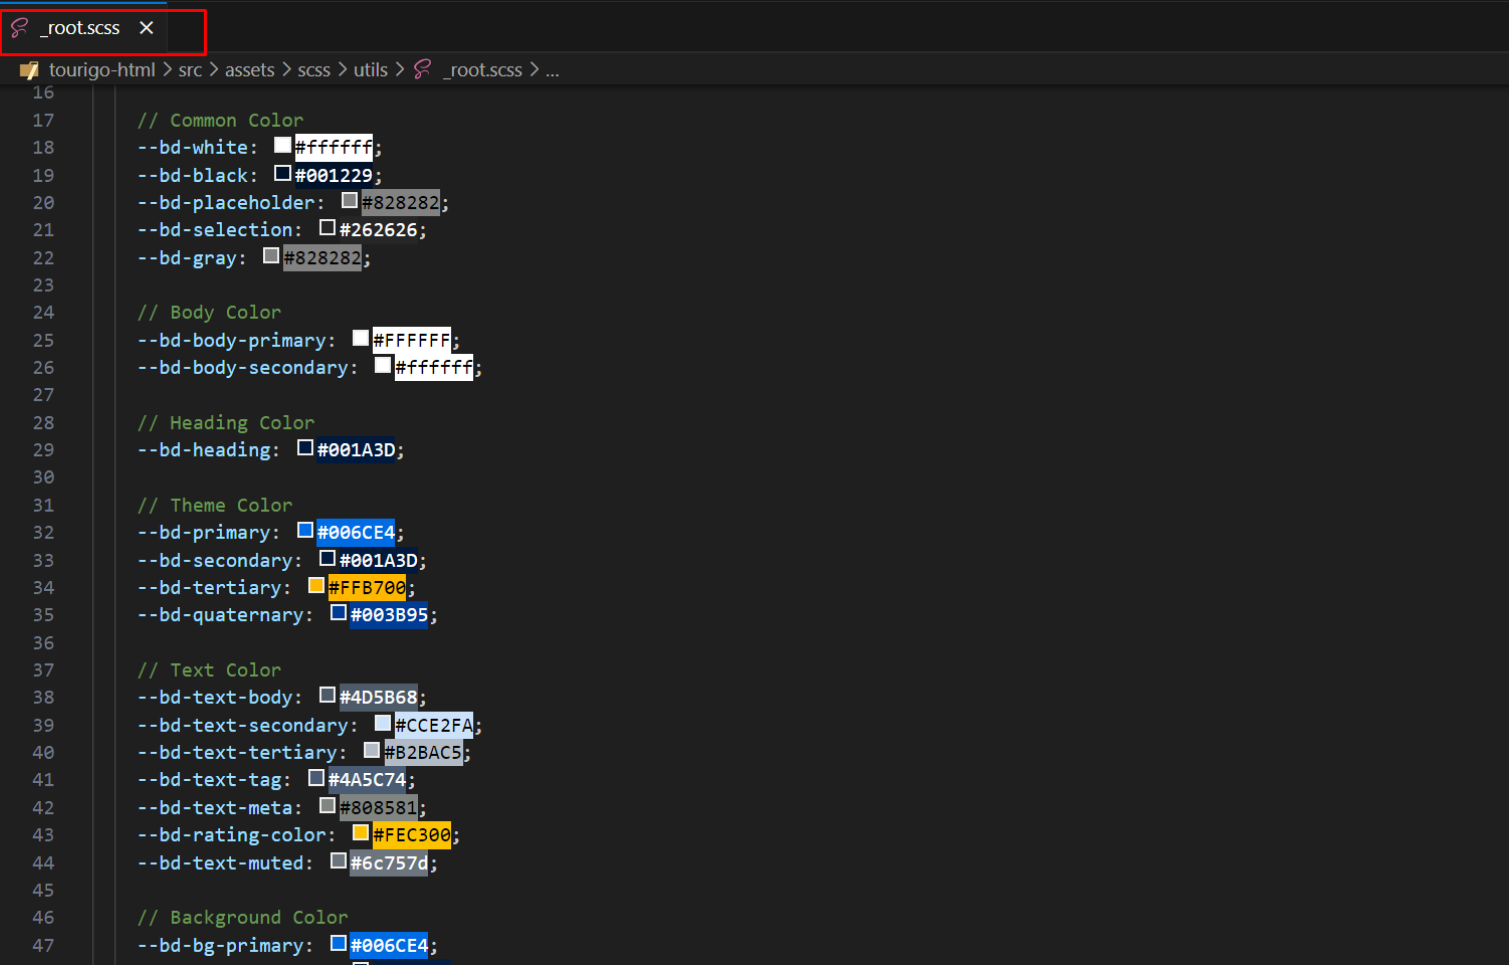 _root.scss
tourigo-html > src > assets > scss > utils > _root.scss > ...
16
17 // Common Color
18 --bd-white: #ffffff;
19 --bd-black: #001229;
20 --bd-placeholder: #828282;
21 --bd-selection: #262626;
22 --bd-gray: #828282;
23
24 // Body Color
25 --bd-body-primary: #FFFFFF;
26 --bd-body-secondary: #ffffff;
27
28 // Heading Color
29 --bd-heading: #001A3D;
30
31 // Theme Color
32 --bd-primary: #006CE4;
33 --bd-secondary: #001A3D;
34 --bd-tertiary: #FFB700;
35 --bd-quaternary: #003B95;
36
37 // Text Color
38 --bd-text-body: #4D5B68;
39 --bd-text-secondary: #CCE2FA;
40 --bd-text-tertiary: #B2BAC5;
41 --bd-text-tag: #4A5C74;
42 --bd-text-meta: #808581;
43 --bd-rating-color: #FEC300;
44 --bd-text-muted: #6c757d;
45
46 // Background Color
47 --bd-bg-primary: #006CE4;